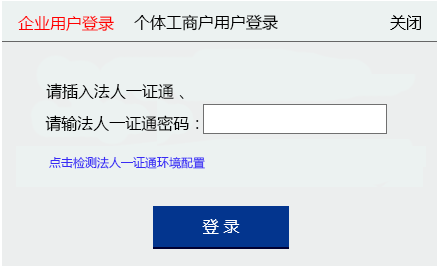 企业用户登录 个体工商户用户登录 关闭
请插入法人一证通、
请输法人一证通密码：
点击检测法人一证通环境配置
登 录